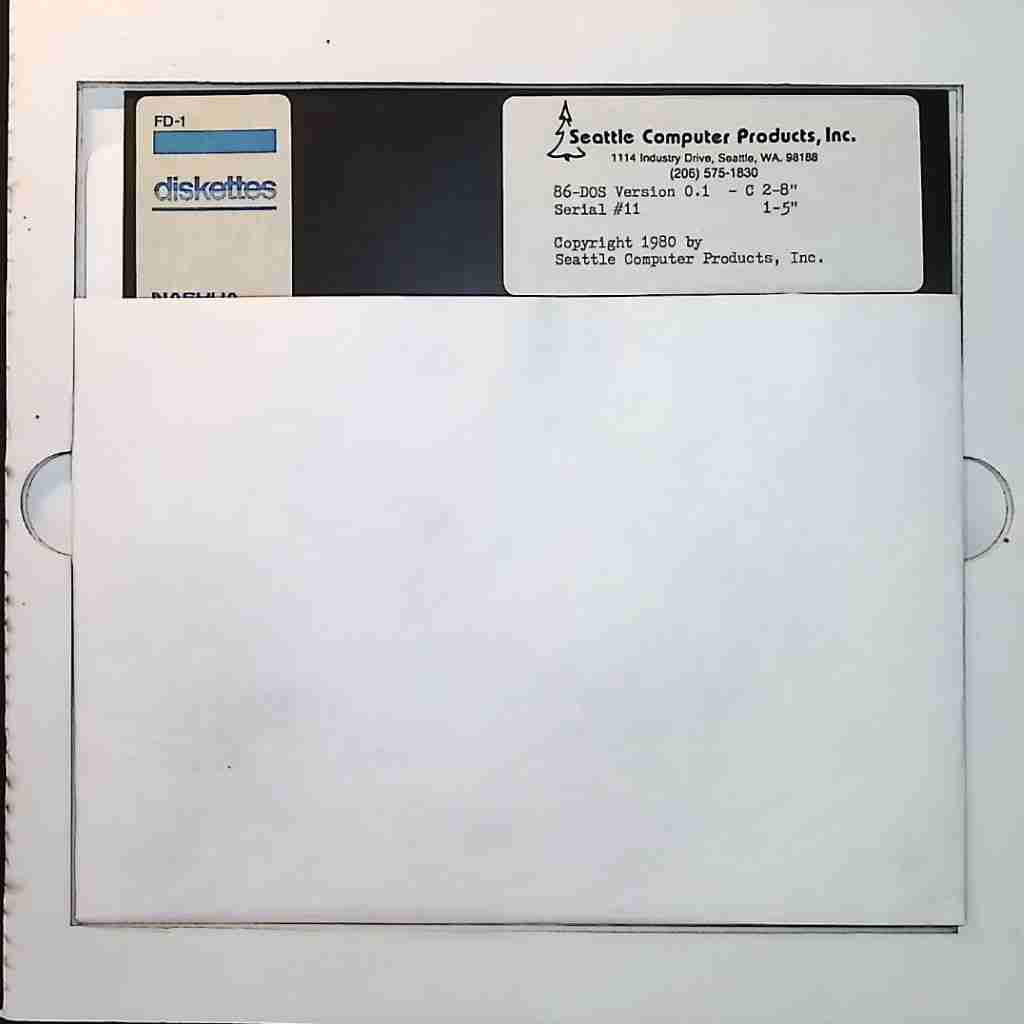 FD-1
diskettes
NASHUA
Seattle Computer Products, Inc.
1114 Industry Drive, Seattle, WA. 98188
(206) 575-1830
86-DOS Version 0.1 - C 2-8"
Serial #11 1-5"
Copyright 1980 by
Seattle Computer Products, Inc.